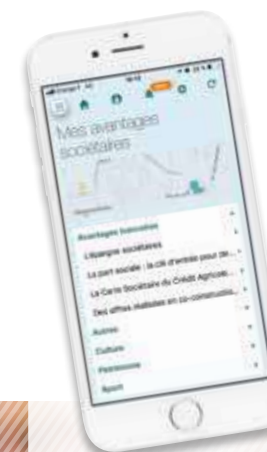 Mes avantages
sociétaires
Avantages bancaires
L'épargne sociétaires
La part sociale : la clé d'entrée pour de...
La Carte Sociétaire du Crédit Agricole...
Des offres réalisées en co-constructio...
Autres
Culture
Patrimoine
Sport